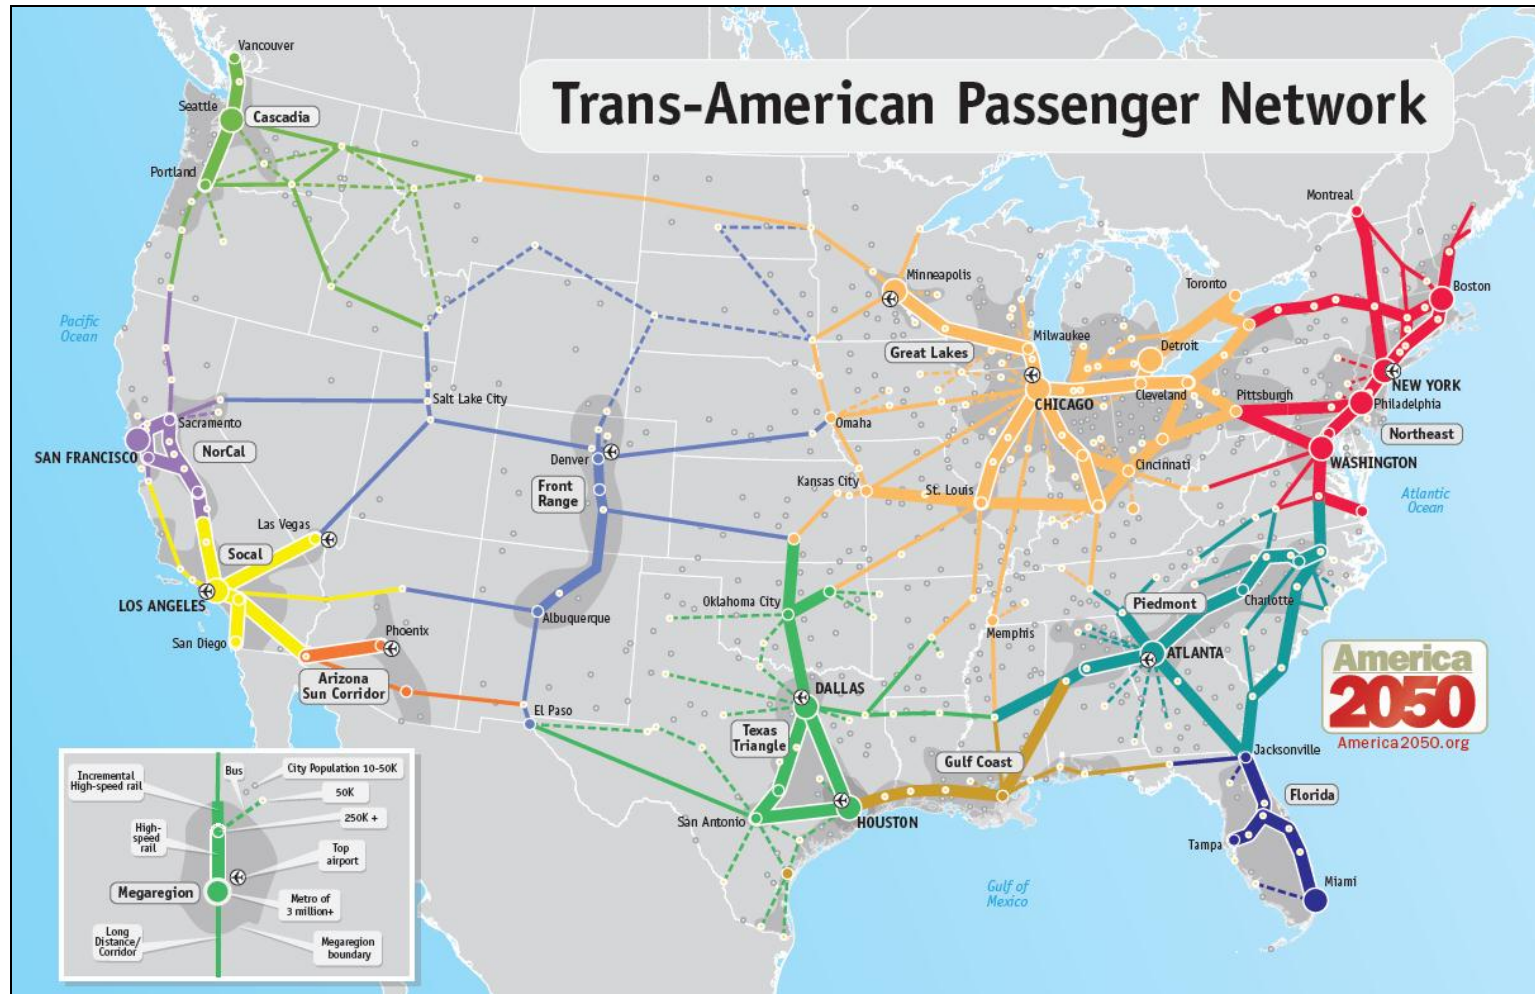 Trans-American Passenger Network
Vancouver
Seattle
Cascadia
Portland
Montreal
Minneapolis
Toronto
Boston
Pacific
Ocean
Milwaukee
Detroit
Great Lakes
NEW YORK
Salt Lake City
CHICAGO
Cleveland
Pittsburgh
Philadelphia
Sacramento
Omaha
Northeast
SAN FRANCISCO
NorCal
Denver
Cincinnati
WASHINGTON
Kansas City
St. Louis
Front
Range
Atlantic
Ocean
Las Vegas
Socal
LOS ANGELES
Oklahoma City
Piedmont
Charlotte
Albuquerque
San Diego
Phoenix
Memphis
ATLANTA
Arizona
Sun Corridor
DALLAS
El Paso
Texas
Triangle
America
2050
America2050.org
Jacksonville
Gulf Coast
Florida
San Antonio
HOUSTON
Tampa
Miami
Gulf of
Mexico
Incremental
High-speed rail
Bus
City Population 10-50K
50K
250K +
High-
speed
rail
Top
airport
Megaregion
Metro of
3 million+
Long
Distance/
Corridor
Megaregion
boundary